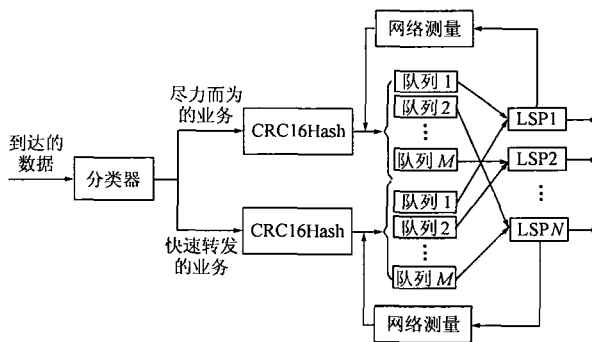 网络测量
尽力而为
的业务
CRC16Hash
队列 1
队列 2
⋮
队列 M
LSP1
LSP2
⋮
LSPN
到达的
数据
分类器
快速转发
的业务
CRC16Hash
队列 1
队列 2
⋮
队列 M
网络测量